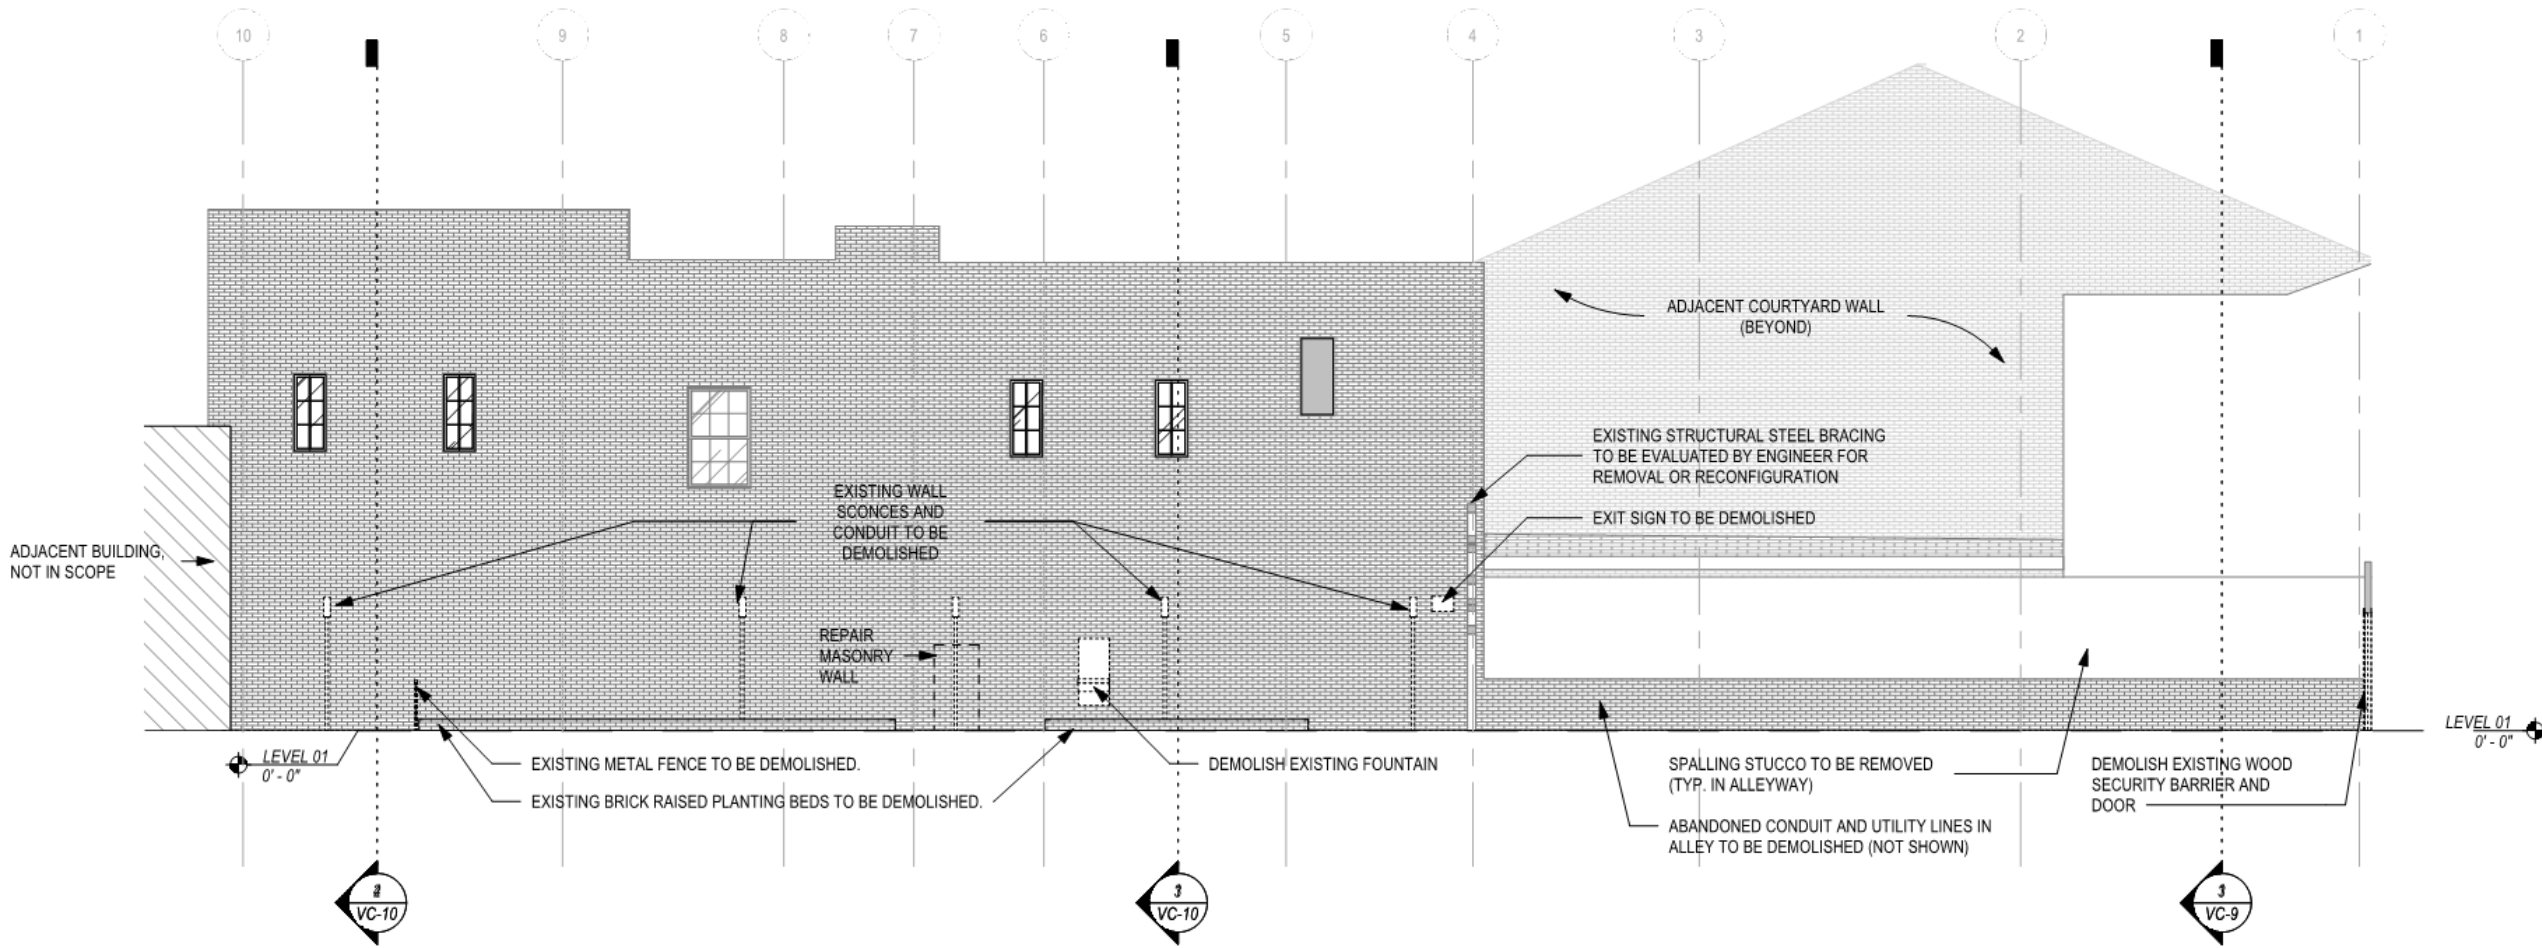 10
9
8
7
6
5
4
3
2
1
ADJACENT COURTYARD WALL
(BEYOND)
EXISTING STRUCTURAL STEEL BRACING
TO BE EVALUATED BY ENGINEER FOR
REMOVAL OR RECONFIGURATION
EXISTING WALL
SCONCES AND
CONDUIT TO BE
DEMOLISHED
EXIT SIGN TO BE DEMOLISHED
ADJACENT BUILDING,
NOT IN SCOPE
REPAIR
MASONRY
WALL
LEVEL 01
0' - 0"
LEVEL 01
0' - 0"
EXISTING METAL FENCE TO BE DEMOLISHED.
EXISTING BRICK RAISED PLANTING BEDS TO BE DEMOLISHED.
DEMOLISH EXISTING FOUNTAIN
SPALLING STUCCO TO BE REMOVED
(TYP. IN ALLEYWAY)
ABANDONED CONDUIT AND UTILITY LINES IN
ALLEY TO BE DEMOLISHED (NOT SHOWN)
DEMOLISH EXISTING WOOD
SECURITY BARRIER AND
DOOR
VC-10
3
VC-10
3
VC-9